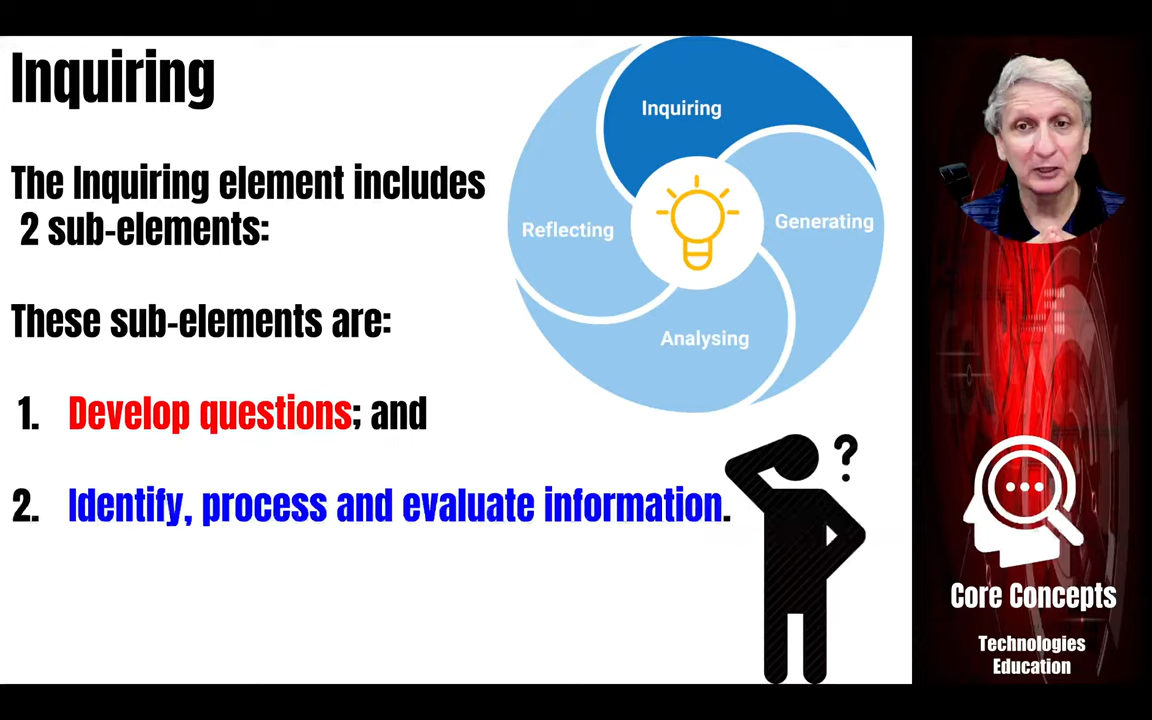 Inquiring
The Inquiring element includes
2 sub-elements:
These sub-elements are:
1. Develop questions; and
2. Identify, process and evaluate information.
Inquiring
Generating
Reflecting
Analysing
?
Core Concepts
Technologies
Education